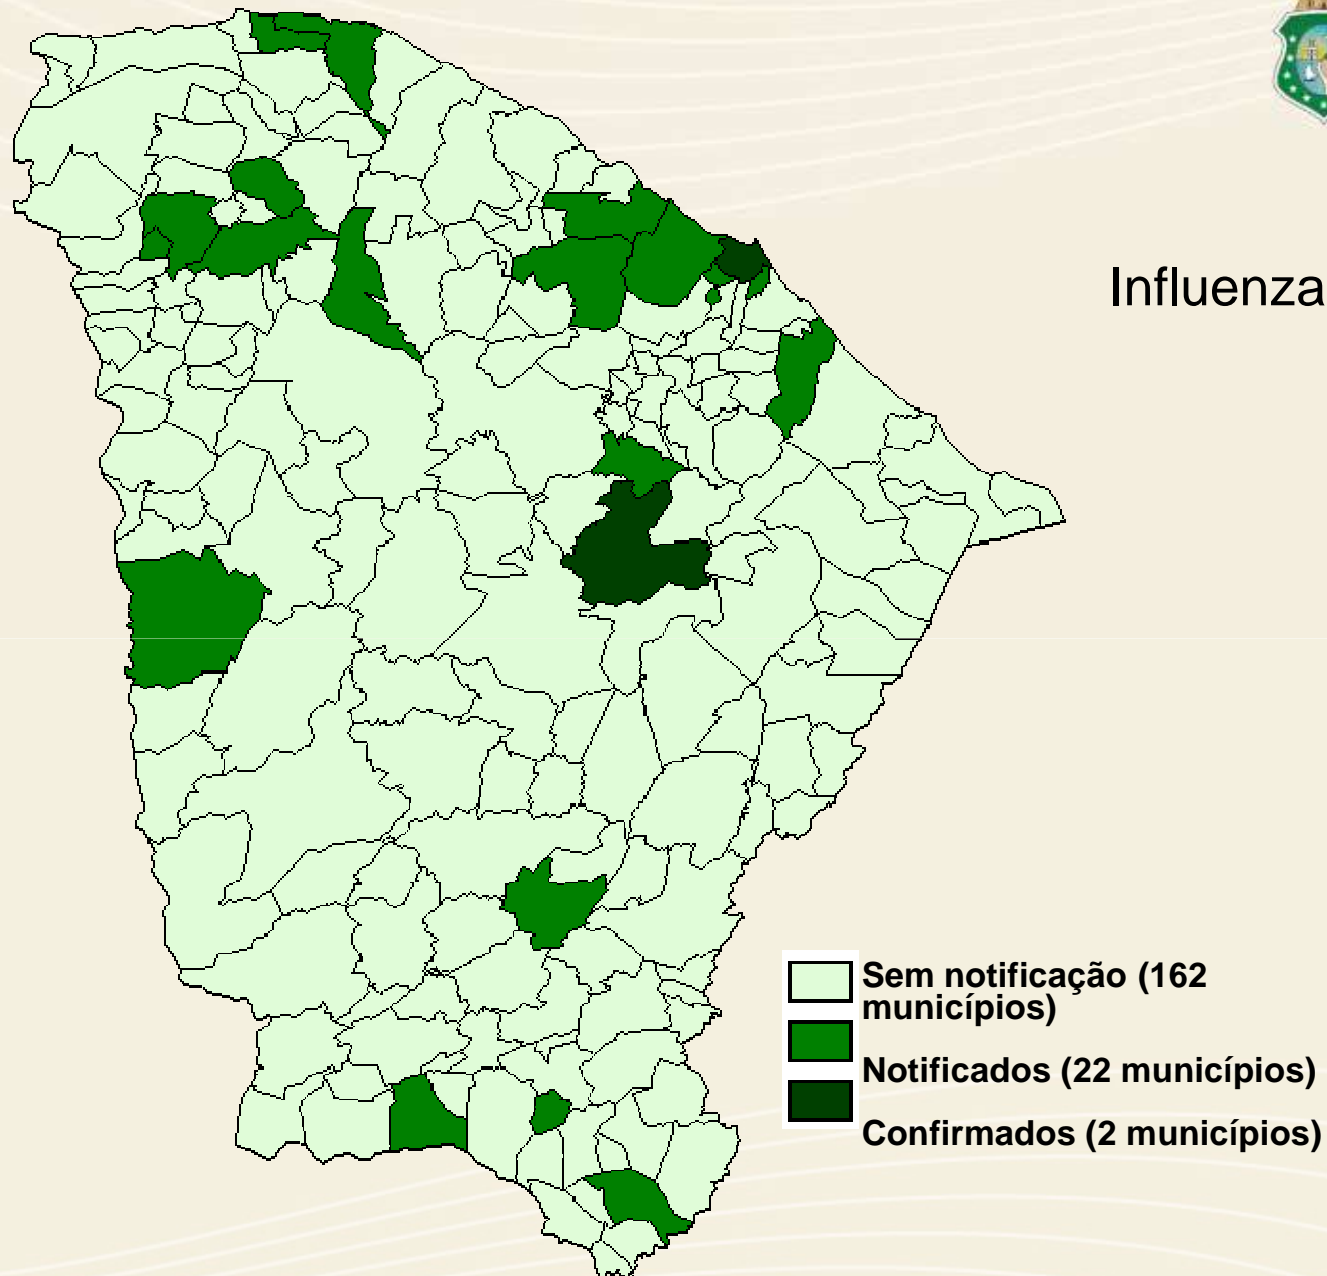 Influenza
Sem notificação (162
municípios)
Notificados (22 municípios)
Confirmados (2 municípios)